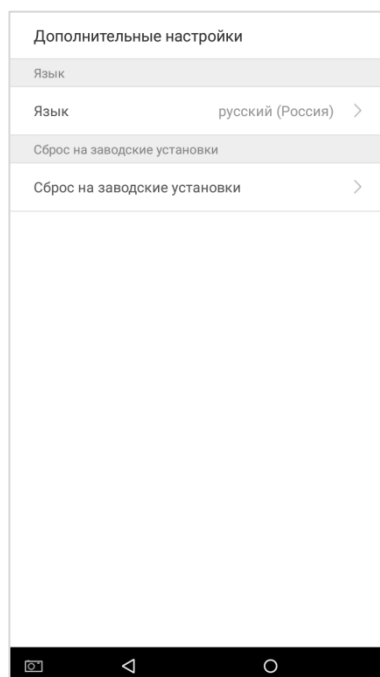 Дополнительные настройки
Язык
Язык русский (Россия)
Сброс на заводские установки
Сброс на заводские установки